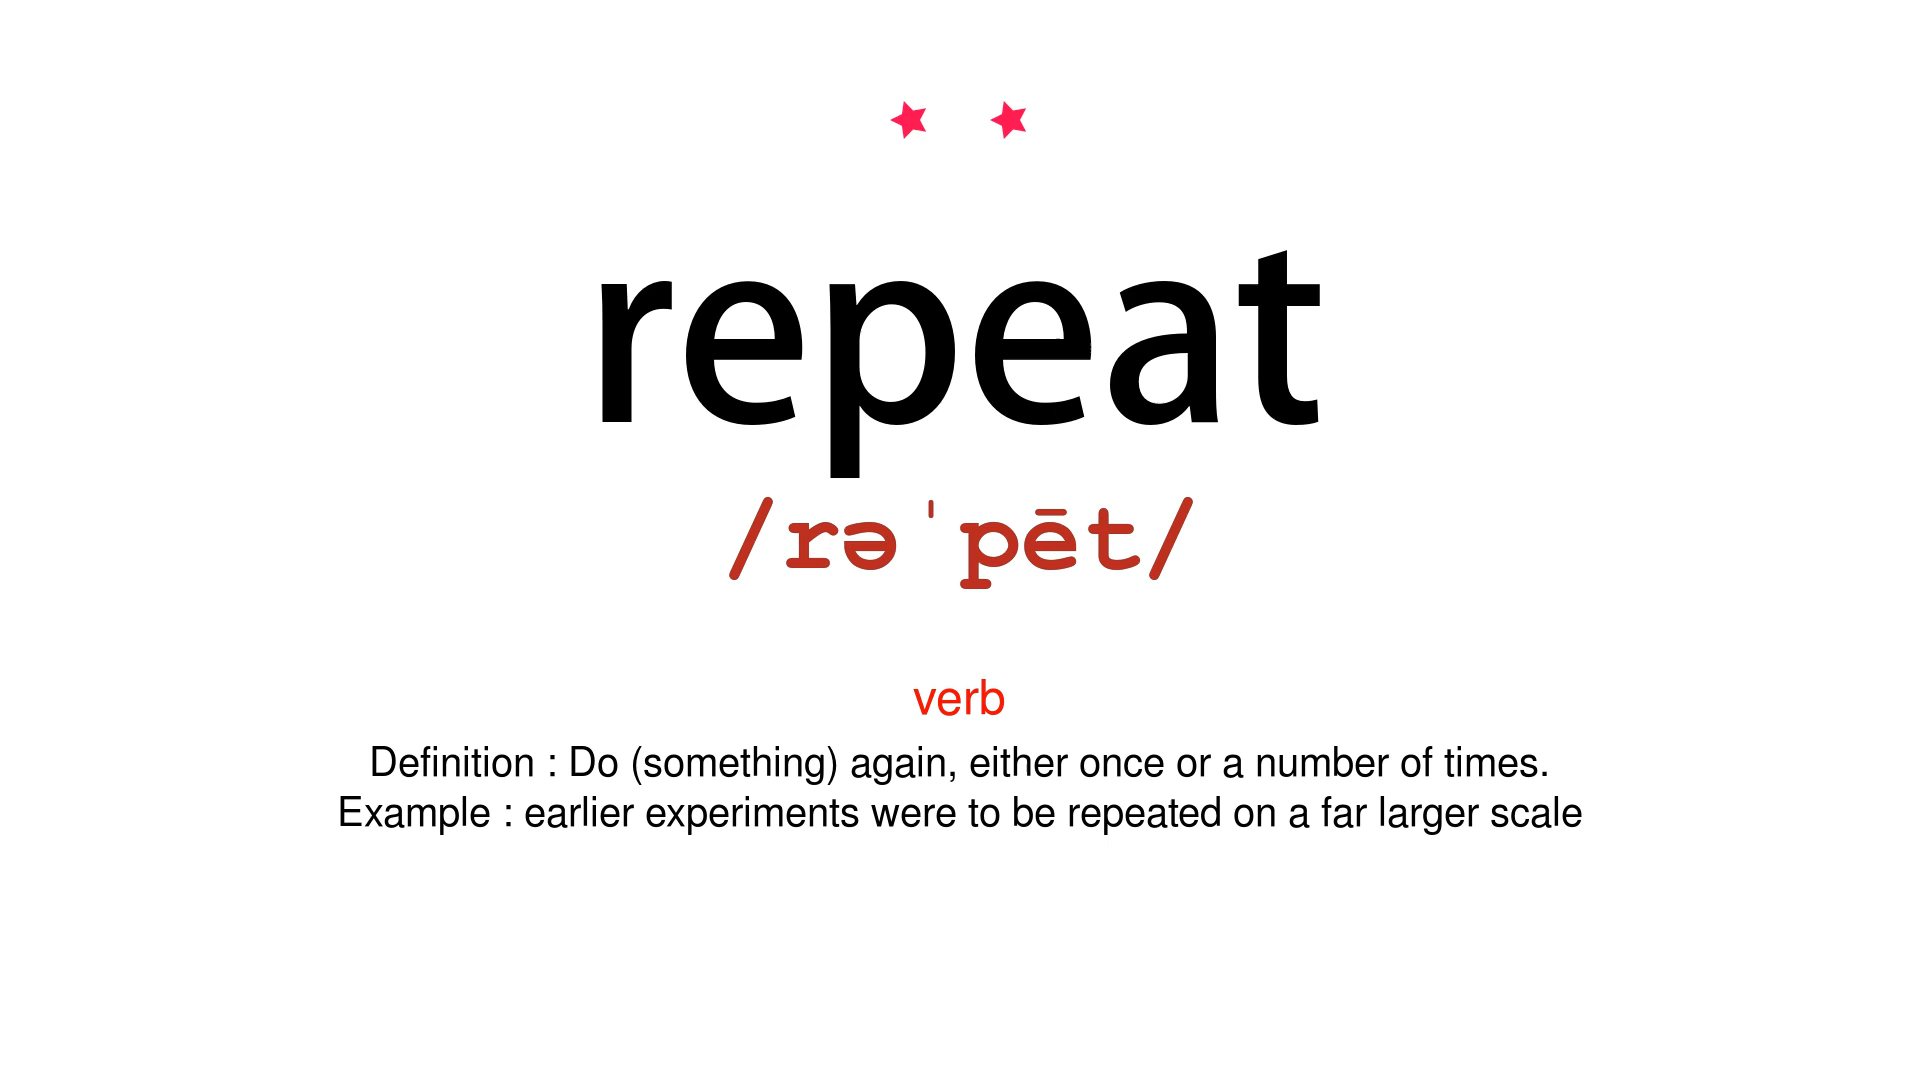 repeat
/rəˈpēt/
verb
Definition : Do (something) again, either once or a number of times.
Example : earlier experiments were to be repeated on a far larger scale